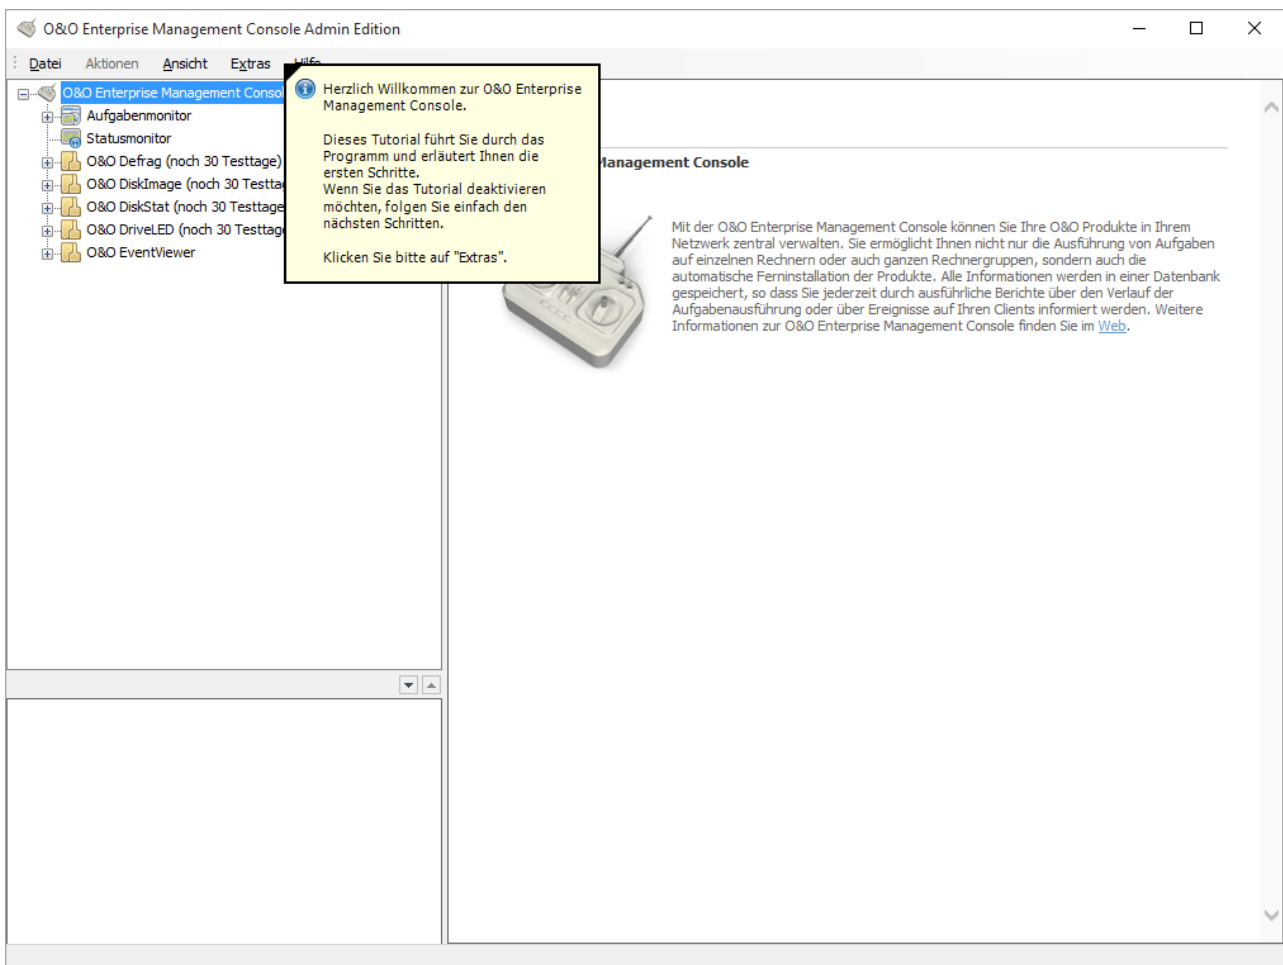 O&O Enterprise Management Console Admin Edition
Datei Aktionen Ansicht Extras
O&O Enterprise Management
Aufgabenmonitor
Statusmonitor
O&O Defrag (noch 30 Testtage)
O&O DiskImage (noch 30
O&O DiskStat (noch 30 Testtage
O&O DriveLED (noch 30
O&O EventViewer
Herzlich Willkommen zur O&O Enterprise
Management Console.
Dieses Tutorial führt Sie durch das
Programm und erläutert Ihnen die
ersten Schritte.
Wenn Sie das Tutorial deaktivieren
möchten, folgen Sie einfach den
nächsten Schritten.
Klicken Sie bitte auf "Extras".
Management Console
Mit der O&O Enterprise Management Console können Sie Ihre O&O Produkte in Ihrem
Netzwerk zentral verwalten. Sie ermöglicht Ihnen nicht nur die Ausführung von Aufgaben
auf einzelnen Rechnern oder auch ganzen Rechnergruppen, sondern auch die
automatische Ferninstallation der Produkte. Alle Informationen werden in einer Datenbank
gespeichert, so dass Sie jederzeit durch ausführliche Berichte über den Verlauf der
Aufgabenausführung oder über Ereignisse auf Ihren Clients informiert werden. Weitere
Informationen zur O&O Enterprise Management Console finden Sie im Web.